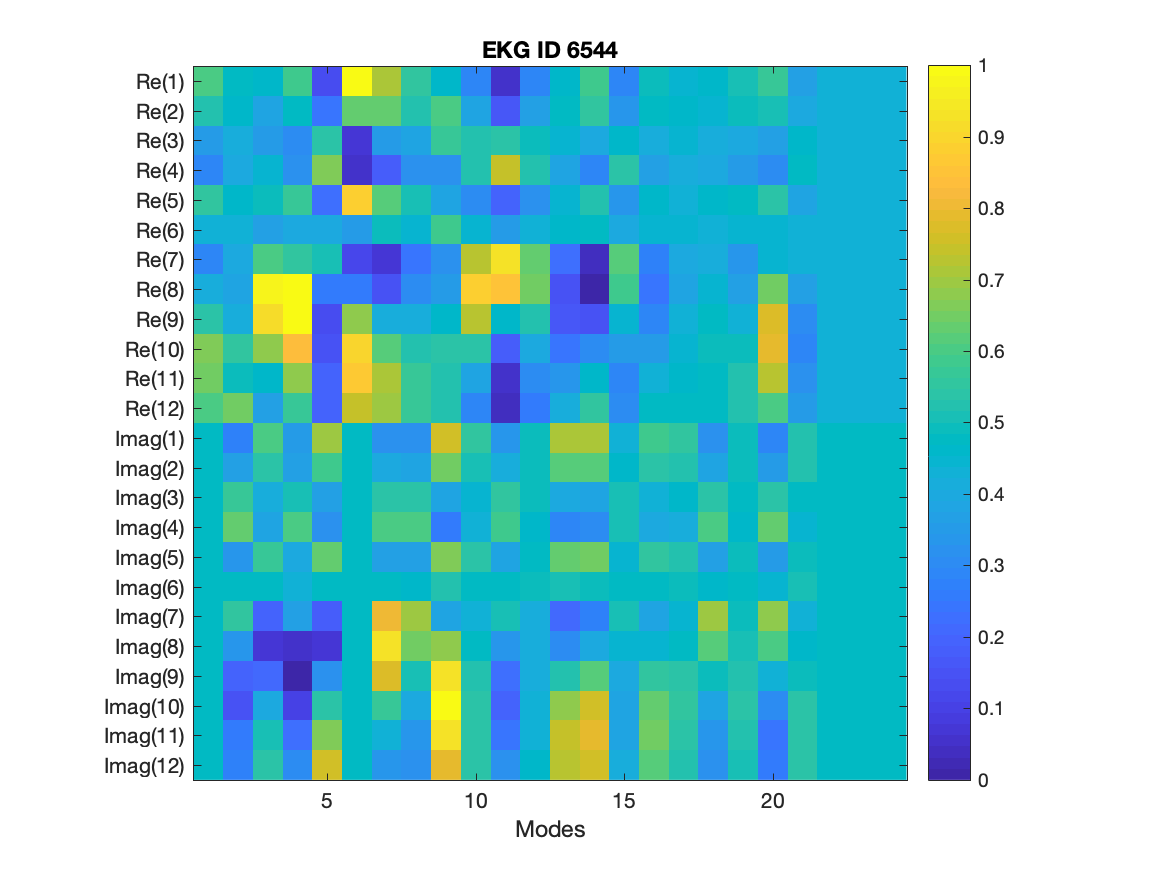 EKG ID 6544
Re(1)
Re(2)
Re(3)
Re(4)
Re(5)
Re(6)
Re(7)
Re(8)
Re(9)
Re(10)
Re(11)
Re(12)
Imag(1)
Imag(2)
Imag(3)
Imag(4)
Imag(5)
Imag(6)
Imag(7)
Imag(8)
Imag(9)
Imag(10)
Imag(11)
Imag(12)
5 10 15 20
Modes
1
0.9
0.8
0.7
0.6
0.5
0.4
0.3
0.2
0.1
0